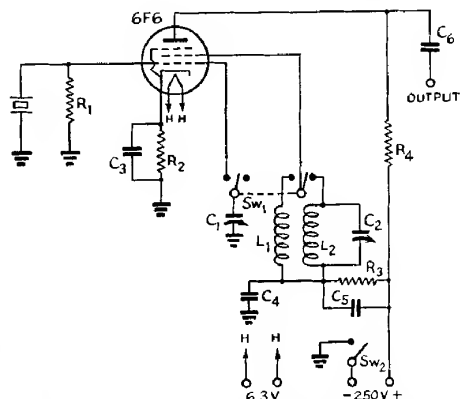 6F6
C6
OUTPUT
R1
H H
R4
C3
R2
Sw1
C1
L1
L2
C2
R3
C4
C5
H H
Sw2
6.3V
-250V+